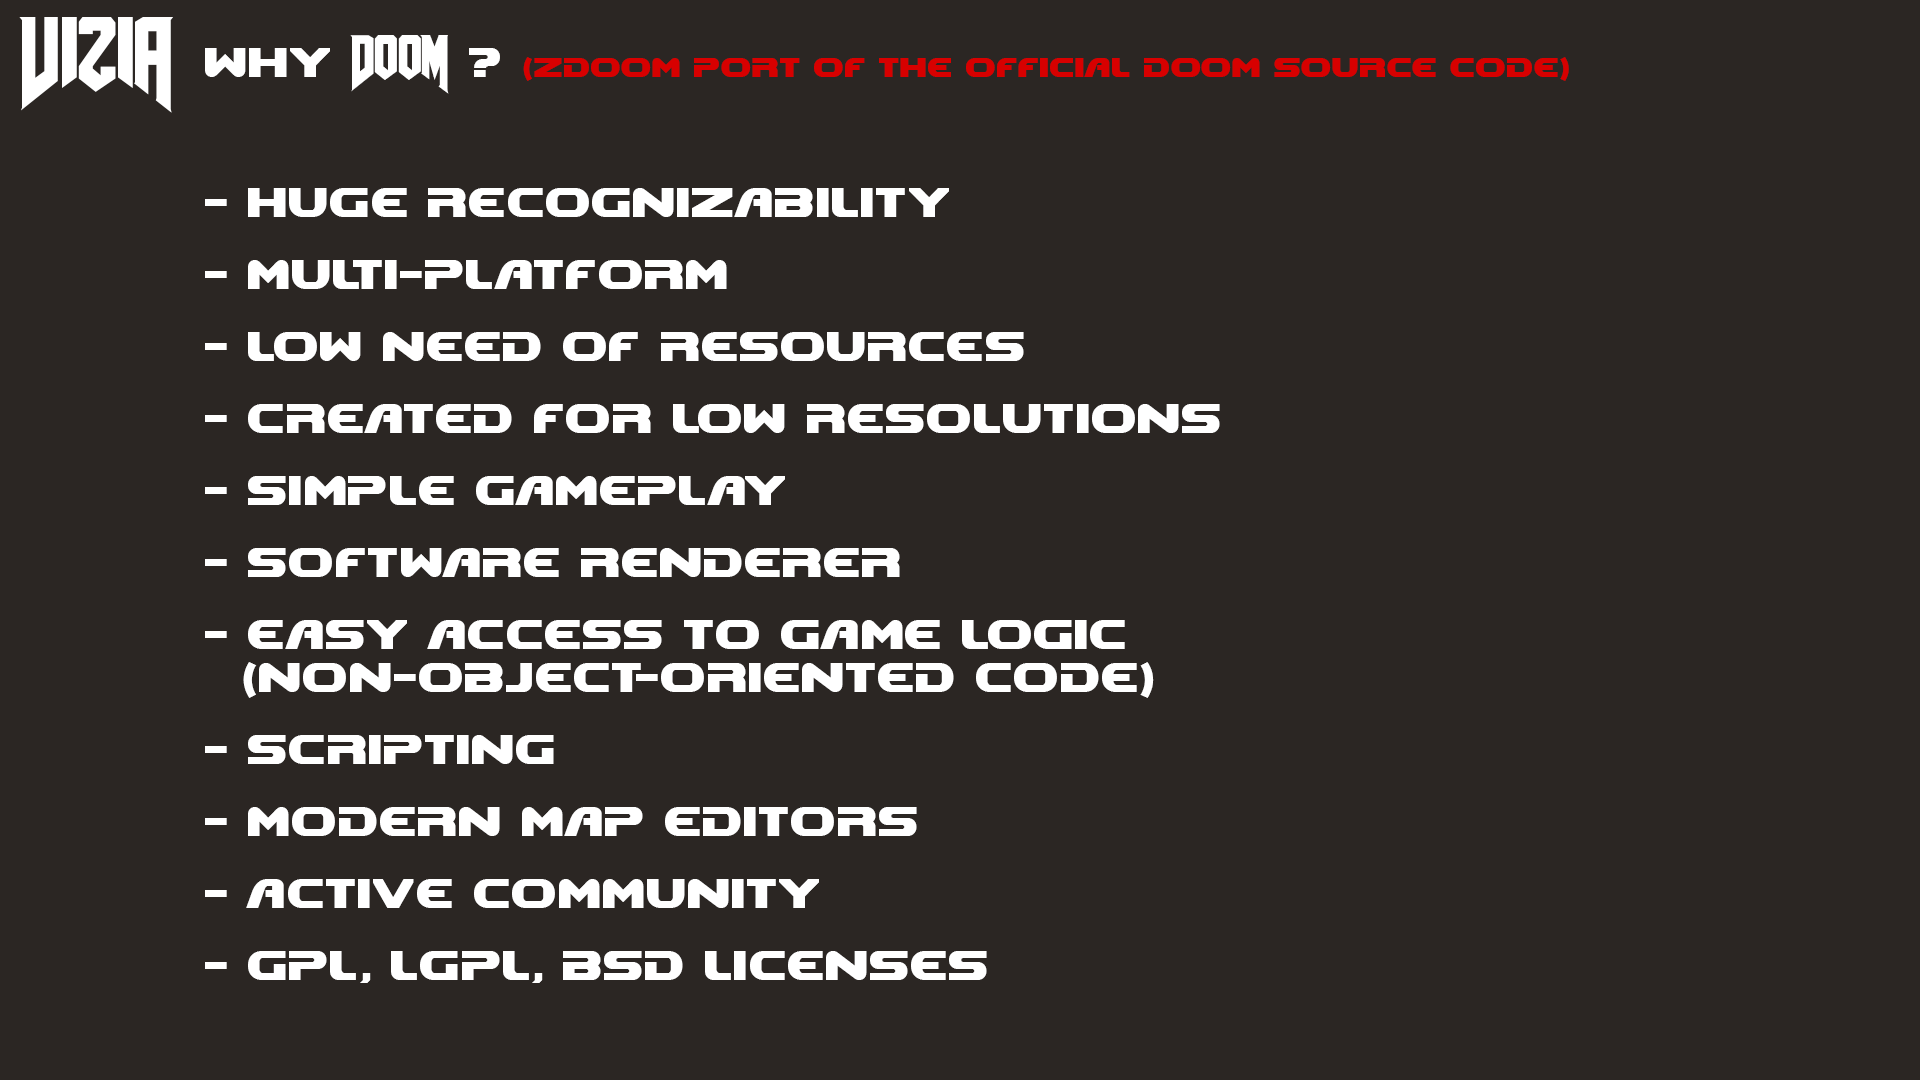 VIZIA
WHY DOOM ? (ZDOOM PORT OF THE OFFICIAL DOOM SOURCE CODE)
- HUGE RECOGNIZABILITY
- MULTI-PLATFORM
- LOW NEED OF RESOURCES
- CREATED FOR LOW RESOLUTIONS
- SIMPLE GAMEPLAY
- SOFTWARE RENDERER
- EASY ACCESS TO GAME LOGIC
(NON-OBJECT-ORIENTED CODE)
- SCRIPTING
- MODERN MAP EDITORS
- ACTIVE COMMUNITY
- GPL, LGPL, BSD LICENSES